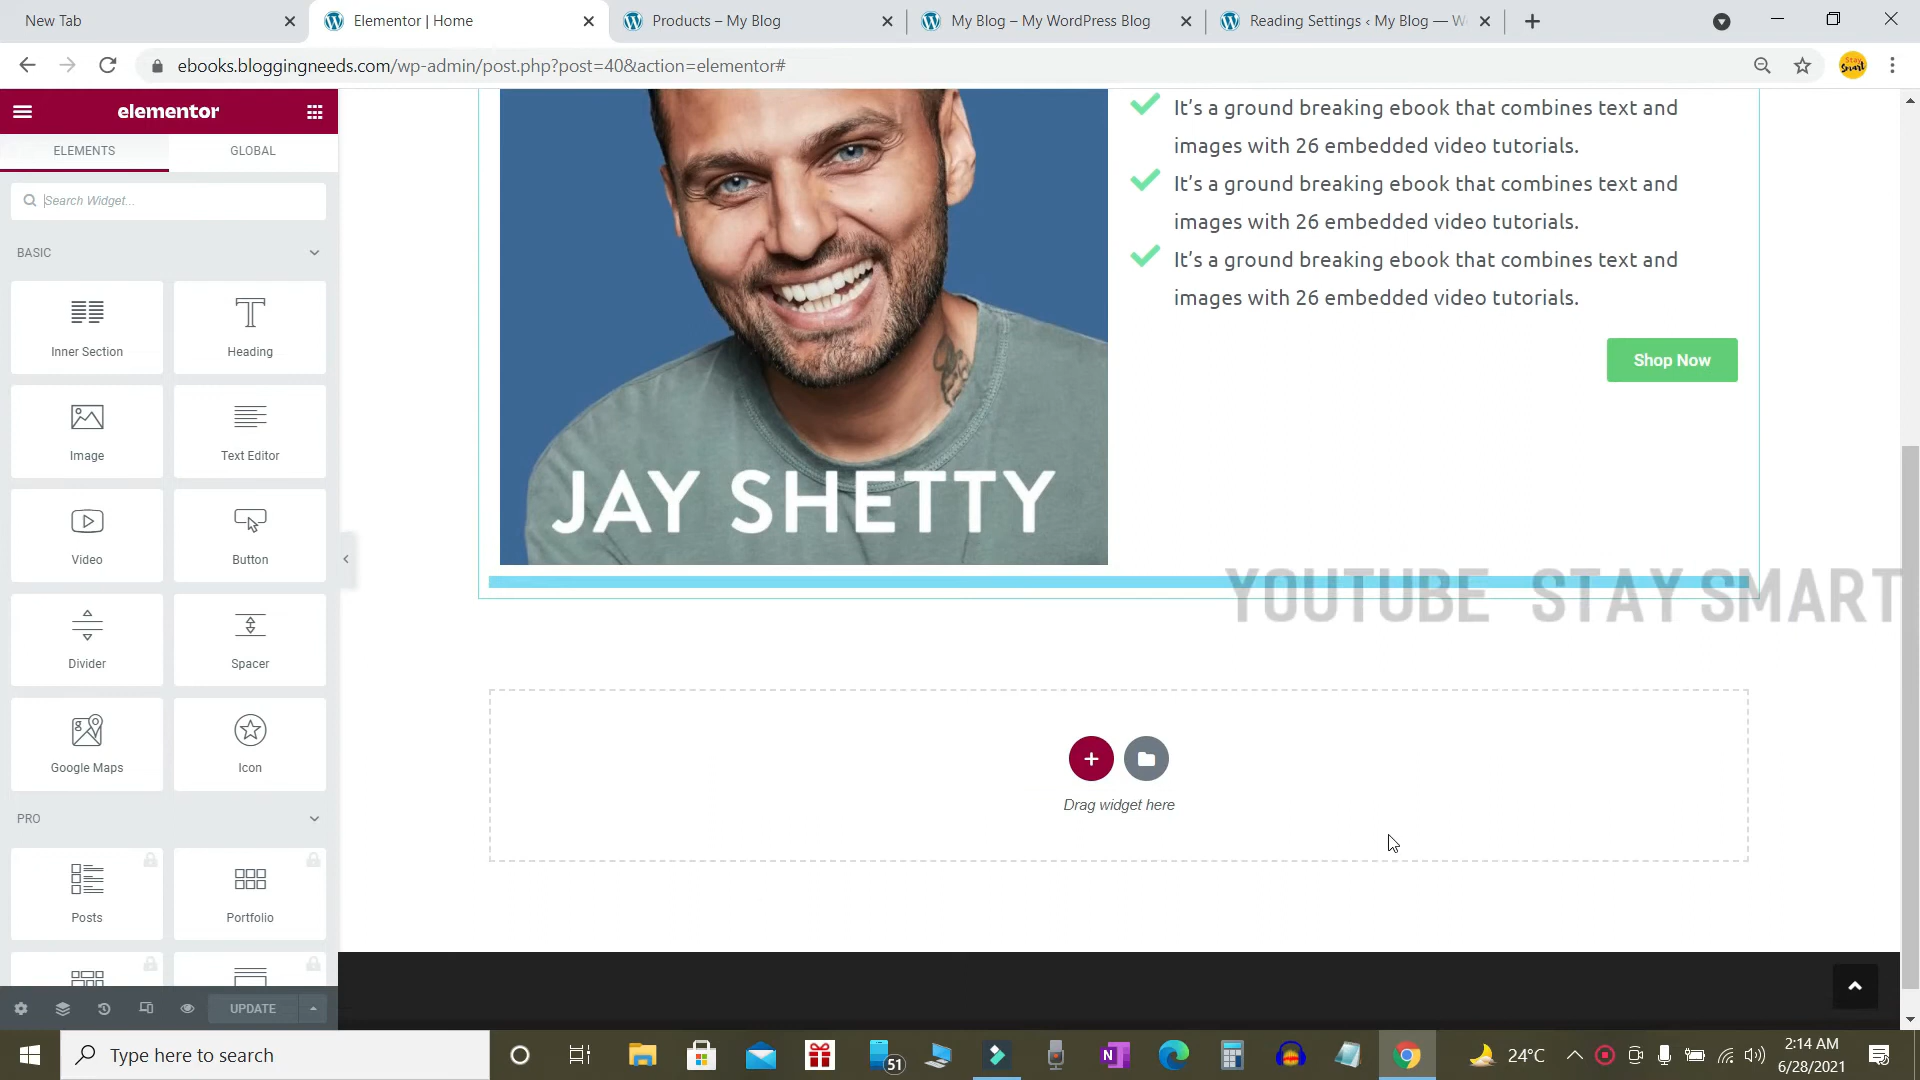 New Tab
Elementor | Home
Products – My Blog
My Blog – My WordPress Blog
Reading Settings ‹ My Blog — W
ebooks.bloggingneeds.com/wp-admin/post.php?post=40&action=elementor#
Stay
Smart
elementor
ELEMENTS
GLOBAL
Search Widget...
BASIC
Inner Section
Heading
Image
Text Editor
Video
Button
Divider
Spacer
Google Maps
Icon
PRO
Posts
Portfolio
UPDATE
It's a ground breaking ebook that combines text and
images with 26 embedded video tutorials.
It's a ground breaking ebook that combines text and
images with 26 embedded video tutorials.
It's a ground breaking ebook that combines text and
images with 26 embedded video tutorials.
Shop Now
JAY SHETTY
YOUTUBE STAY SMART
Drag widget here
Type here to search
51
24°C
2:14 AM
6/28/2021